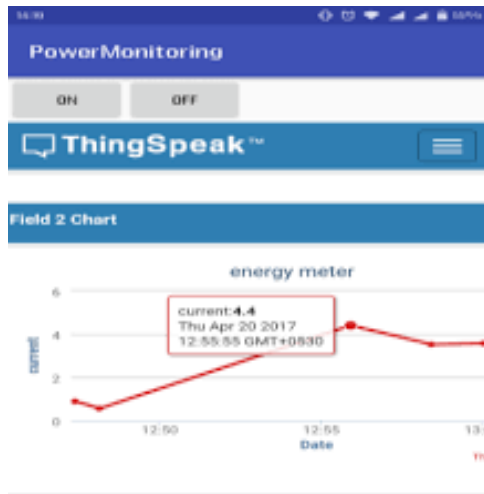 PowerMonitoring
ON
OFF
ThingSpeak™
Field 2 Chart
energy meter
6
current:4.4
Thu Apr 20 2017
12:55:55 GMT+0530
4
current
2
0
12:50
12:55
13:
Date